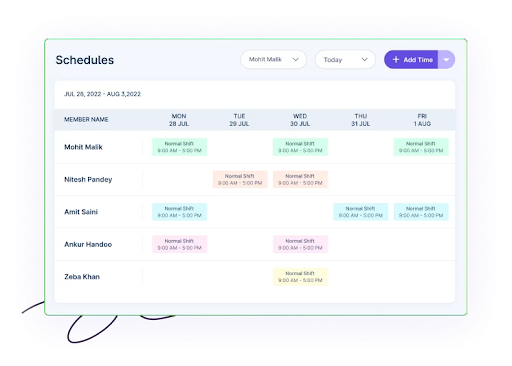 Schedules
Mohit Malik
Today
+ Add Time
JUL 28, 2022 - AUG 3,2022
MEMBER NAME
MON
28 JUL
TUE
29 JUL
WED
30 JUL
THU
31 JUL
FRI
1 AUG
Mohit Malik
Normal Shift
9:00 AM - 5:00 PM
Normal Shift
9:00 AM - 5:00 PM
Normal Shift
9:00 AM - 5:00 PM
Nitesh Pandey
Normal Shift
9:00 AM - 5:00 PM
Normal Shift
9:00 AM - 5:00 PM
Amit Saini
Normal Shift
9:00 AM - 5:00 PM
Normal Shift
9:00 AM - 5:00 PM
Normal Shift
9:00 AM - 5:00 PM
Ankur Handoo
Normal Shift
9:00 AM - 5:00 PM
Normal Shift
9:00 AM - 5:00 PM
Zeba Khan
Normal Shift
9:00 AM - 5:00 PM